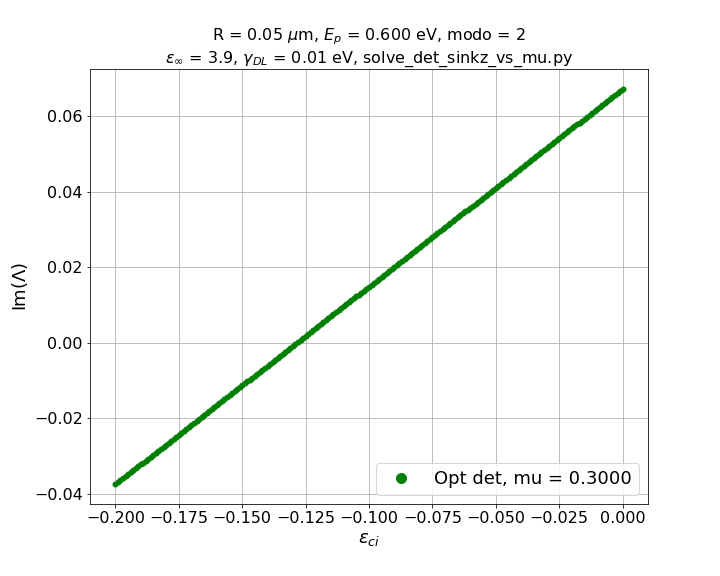 R = 0.05 μm, E_p = 0.600 eV, modo = 2
ε_∞ = 3.9, γ_DL = 0.01 eV, solve_det_sinkz_vs_mu.py
0.06
0.04
0.02
0.00
−0.02
−0.04
Im(Λ)
Opt det, mu = 0.3000
−0.200 −0.175 −0.150 −0.125 −0.100 −0.075 −0.050 −0.025 0.000
ε_ci